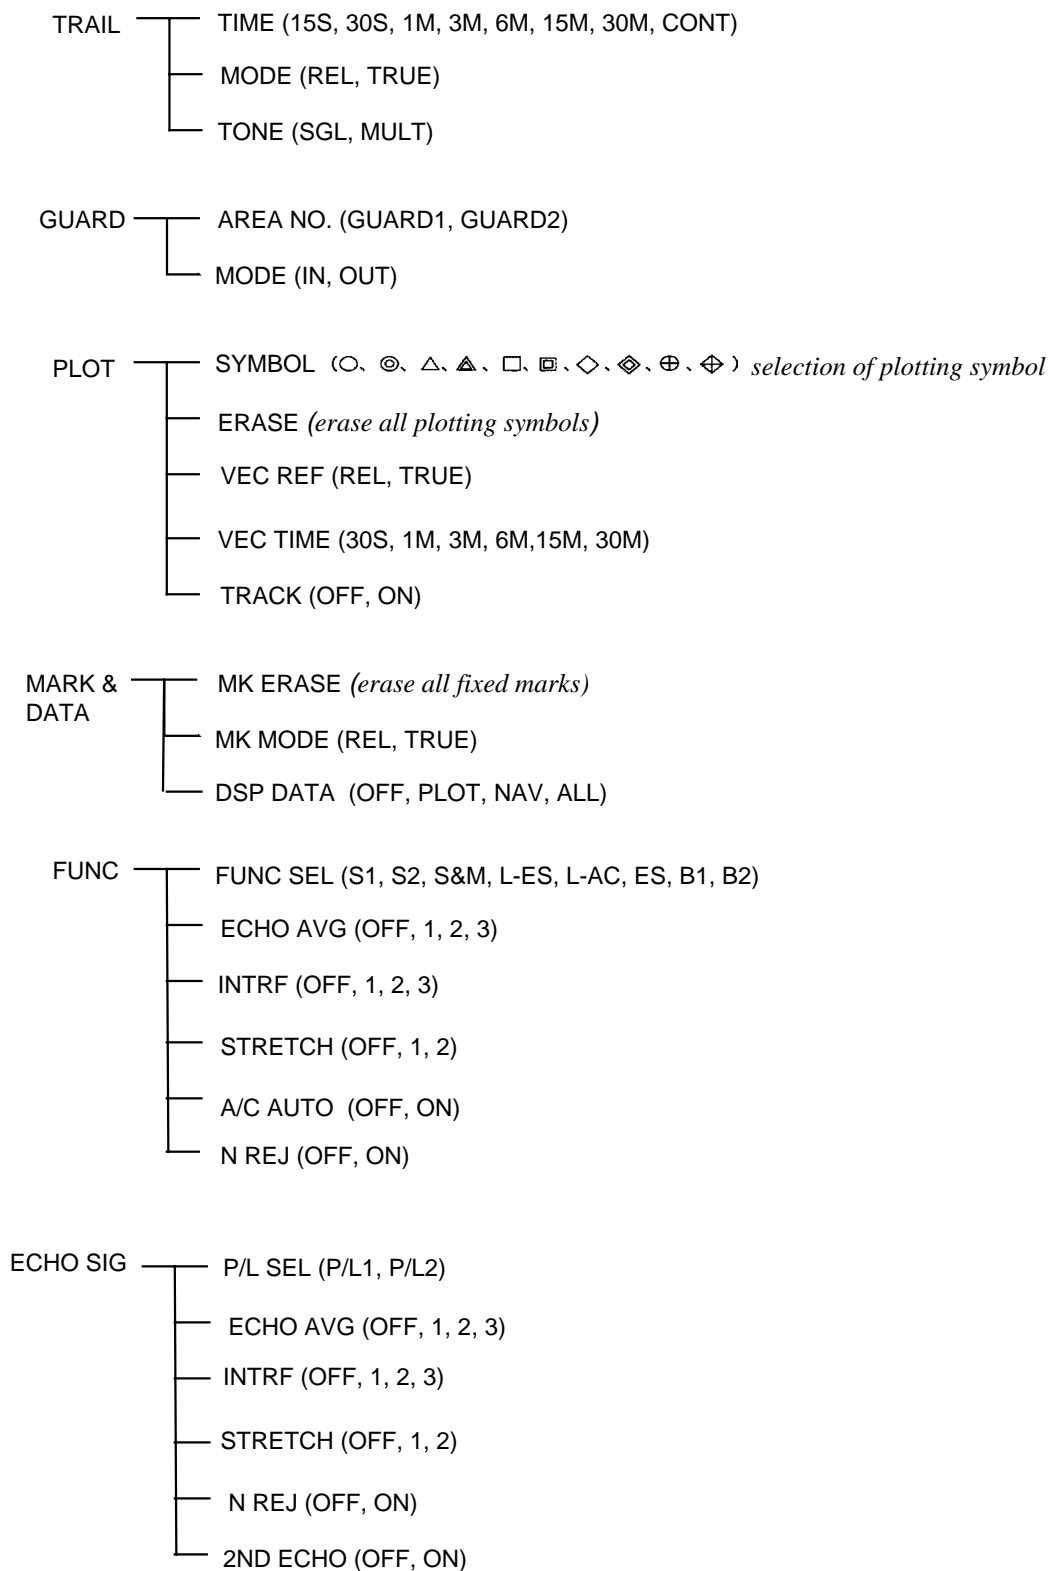 TRAIL TIME (15S, 30S, 1M, 3M, 6M, 15M, 30M, CONT)
MODE (REL, TRUE)
TONE (SGL, MULT)
GUARD AREA NO. (GUARD1, GUARD2)
MODE (IN, OUT)
PLOT SYMBOL (○、◎、△、▲、□、▣、◇、◈、⊕、⌖) selection of plotting symbol
ERASE (erase all plotting symbols)
VEC REF (REL, TRUE)
VEC TIME (30S, 1M, 3M, 6M,15M, 30M)
TRACK (OFF, ON)
MARK & MK ERASE (erase all fixed marks)
DATA
MK MODE (REL, TRUE)
DSP DATA (OFF, PLOT, NAV, ALL)
FUNC FUNC SEL (S1, S2, S&M, L-ES, L-AC, ES, B1, B2)
ECHO AVG (OFF, 1, 2, 3)
INTRF (OFF, 1, 2, 3)
STRETCH (OFF, 1, 2)
A/C AUTO (OFF, ON)
N REJ (OFF, ON)
ECHO SIG P/L SEL (P/L1, P/L2)
ECHO AVG (OFF, 1, 2, 3)
INTRF (OFF, 1, 2, 3)
STRETCH (OFF, 1, 2)
N REJ (OFF, ON)
2ND ECHO (OFF, ON)